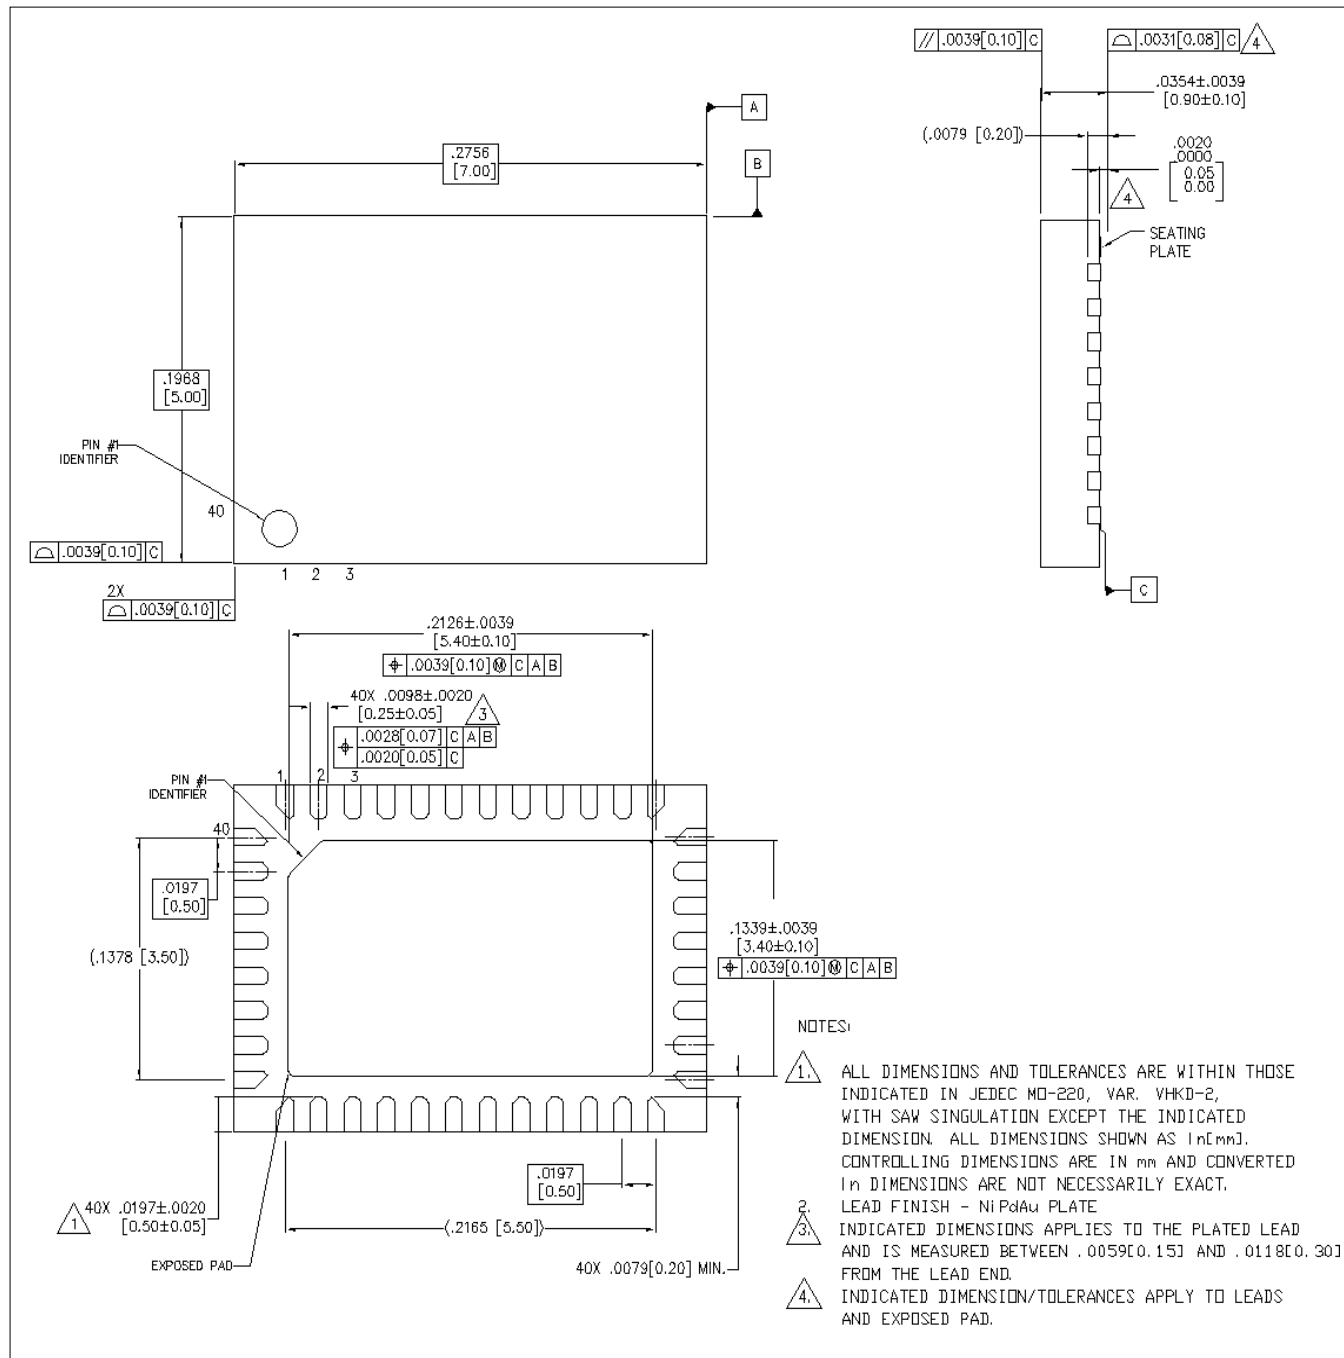 // .0039[0.10] C
⌓ .0031[0.08] C 4
.0354±.0039
[0.90±0.10]
(.0079 [0.20])
.0020
.0000
[0.05
0.00]
4
SEATING
PLATE
C
A
B
.2756
[7.00]
.1968
[5.00]
PIN #1
IDENTIFIER
40
⌓ .0039[0.10] C
1 2 3
2X
⌓ .0039[0.10] C
.2126±.0039
[5.40±0.10]
⌖ .0039[0.10]Ⓜ C A B
40X .0098±.0020
[0.25±0.05] 3
⌖ .0028[0.07] C A B
.0020[0.05] C
PIN #1
IDENTIFIER
1 2 3
40
.0197
[0.50]
(.1378 [3.50])
.1339±.0039
[3.40±0.10]
⌖ .0039[0.10]Ⓜ C A B
.0197
[0.50]
1 40X .0197±.0020
[0.50±0.05]
(.2165 [5.50])
EXPOSED PAD
40X .0079[0.20] MIN.
NOTES:
1. ALL DIMENSIONS AND TOLERANCES ARE WITHIN THOSE
INDICATED IN JEDEC MO-220, VAR. VHKD-2,
WITH SAW SINGULATION EXCEPT THE INDICATED
DIMENSION. ALL DIMENSIONS SHOWN AS In[mm].
CONTROLLING DIMENSIONS ARE IN mm AND CONVERTED
In DIMENSIONS ARE NOT NECESSARILY EXACT.
2. LEAD FINISH - NiPdAu PLATE
3. INDICATED DIMENSIONS APPLIES TO THE PLATED LEAD
AND IS MEASURED BETWEEN .0059[0.15] AND .0118[0.30]
FROM THE LEAD END.
4. INDICATED DIMENSION/TOLERANCES APPLY TO LEADS
AND EXPOSED PAD.